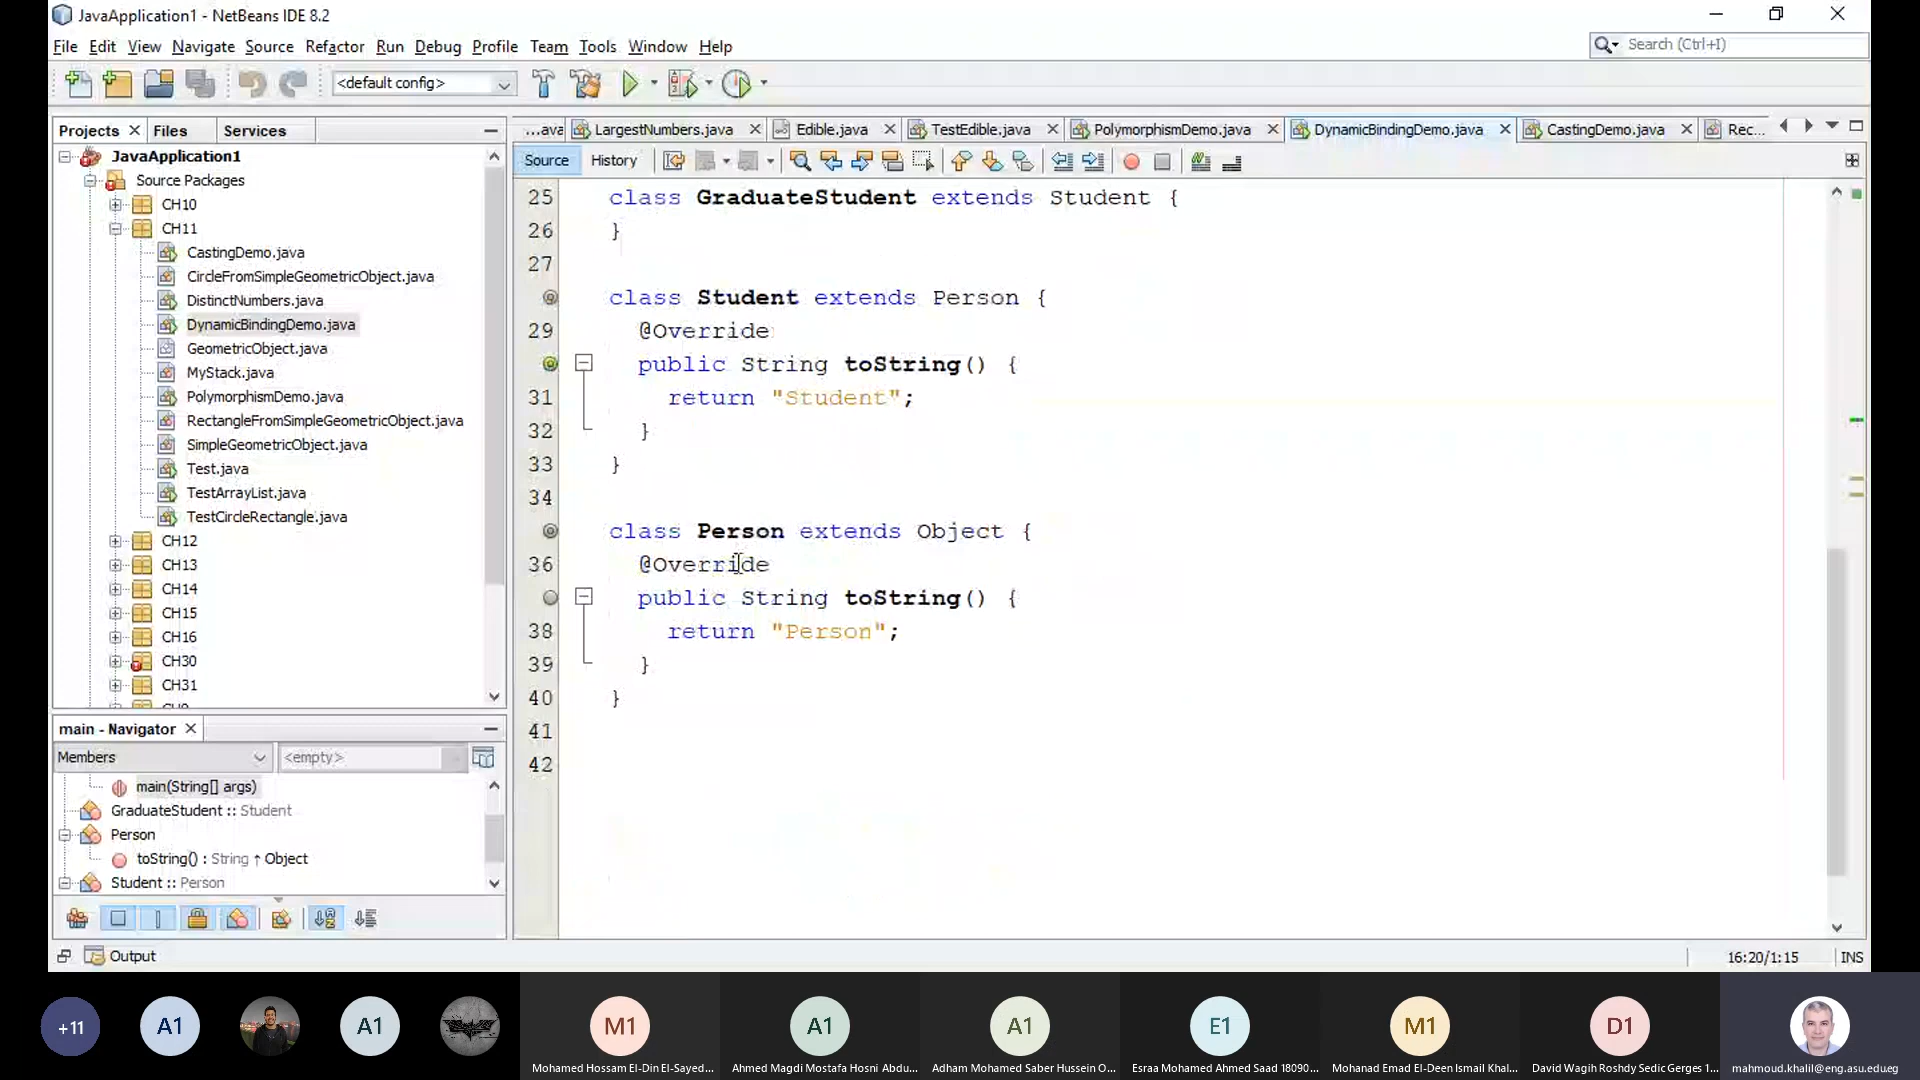 JavaApplication1 - NetBeans IDE 8.2
File Edit View Navigate Source Refactor Run Debug Profile Team Tools Window Help
Search (Ctrl+I)
<default config>
Projects Files Services
...ava LargestNumbers.java Edible.java TestEdible.java PolymorphismDemo.java DynamicBindingDemo.java CastingDemo.java Rec...
Source History
JavaApplication1
Source Packages
CH10
CH11
CastingDemo.java
CircleFromSimpleGeometricObject.java
DistinctNumbers.java
DynamicBindingDemo.java
GeometricObject.java
MyStack.java
PolymorphismDemo.java
RectangleFromSimpleGeometricObject.java
SimpleGeometricObject.java
Test.java
TestArrayList.java
TestCircleRectangle.java
CH12
CH13
CH14
CH15
CH16
CH30
CH31
25 class GraduateStudent extends Student {
26 }
27
class Student extends Person {
29 @Override
public String toString() {
31 return "Student";
32 }
33 }
34
class Person extends Object {
36 @Override
public String toString() {
38 return "Person";
39 }
40 }
41
42
main - Navigator
Members <empty>
main(String[] args)
GraduateStudent :: Student
Person
toString() : String ↑ Object
Student :: Person
Output
16:20/1:15 INS
+11 A1 A1 M1 A1 A1 E1 M1 D1
Mohamed Hossam El-Din El-Sayed...
Ahmed Magdi Mostafa Hosni Abdu...
Adham Mohamed Saber Hussein O...
Esraa Mohamed Ahmed Saad 18090...
Mohanad Emad El-Deen Ismail Khal...
David Wagih Roshdy Sedic Gerges 1...
mahmoud.khalil@eng.asu.edu.eg